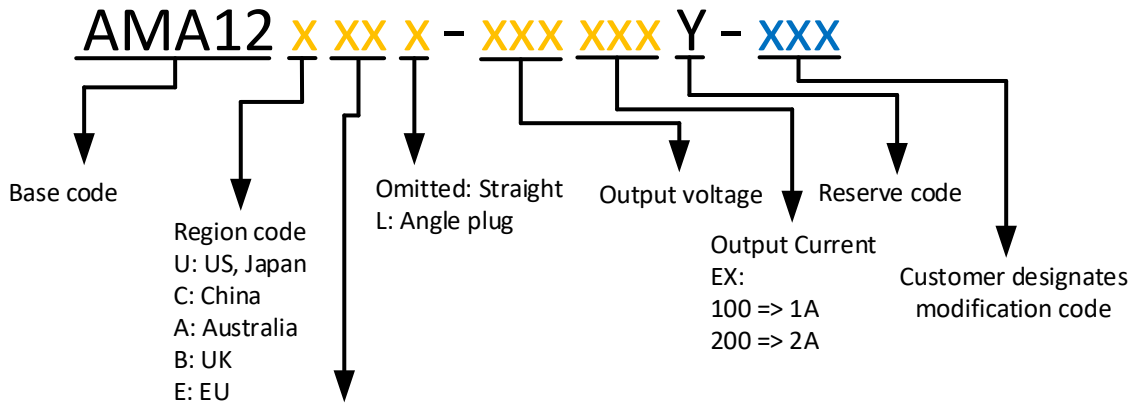 AMA12 x xx x - xxx xxx Y - xxx
Base code
Region code
U: US, Japan
C: China
A: Australia
B: UK
E: EU
Omitted: Straight
L: Angle plug
Output voltage
Output Current
EX:
100 => 1A
200 => 2A
Reserve code
Customer designates
modification code